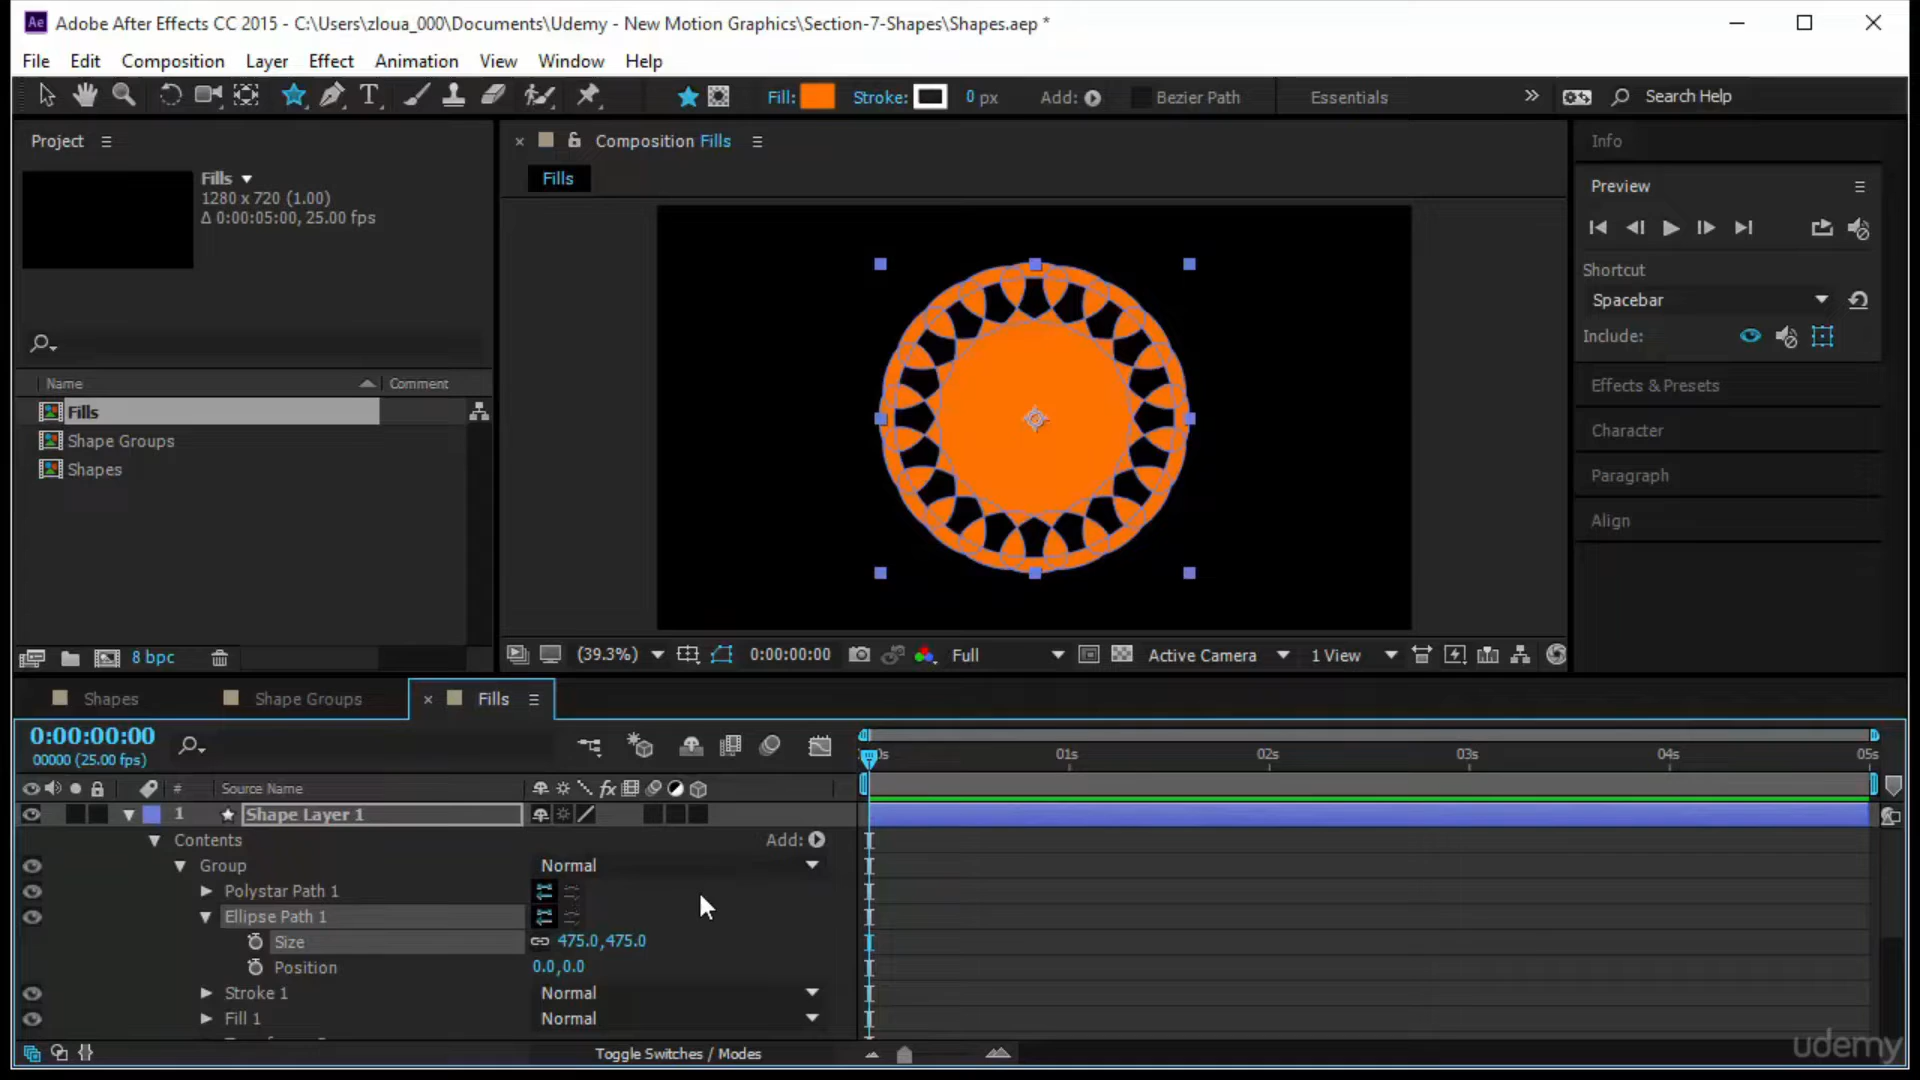 Ae Adobe After Effects CC 2015 - C:\Users\zloua_000\Documents\Udemy - New Motion Graphics\Section-7-Shapes\Shapes.aep *
File Edit Composition Layer Effect Animation View Window Help
T Fill: Stroke: 0 px Add: Bezier Path Essentials » Search Help
Project
Fills
1280 x 720 (1.00)
Δ 0:00:05:00, 25.00 fps
Name Comment
Fills
Shape Groups
Shapes
8 bpc
× Composition Fills
Fills
(39.3%) 0:00:00:00 Full Active Camera 1 View
Info
Preview
Shortcut
Spacebar
Include:
Effects & Presets
Character
Paragraph
Align
Shapes Shape Groups × Fills
0:00:00:00
00000 (25.00 fps)
0s 01s 02s 03s 04s 05s
# Source Name fx
1 Shape Layer 1
Contents Add:
Group Normal
Polystar Path 1
Ellipse Path 1
Size 475.0,475.0
Position 0.0,0.0
Stroke 1 Normal
Fill 1 Normal
Toggle Switches / Modes
udemy